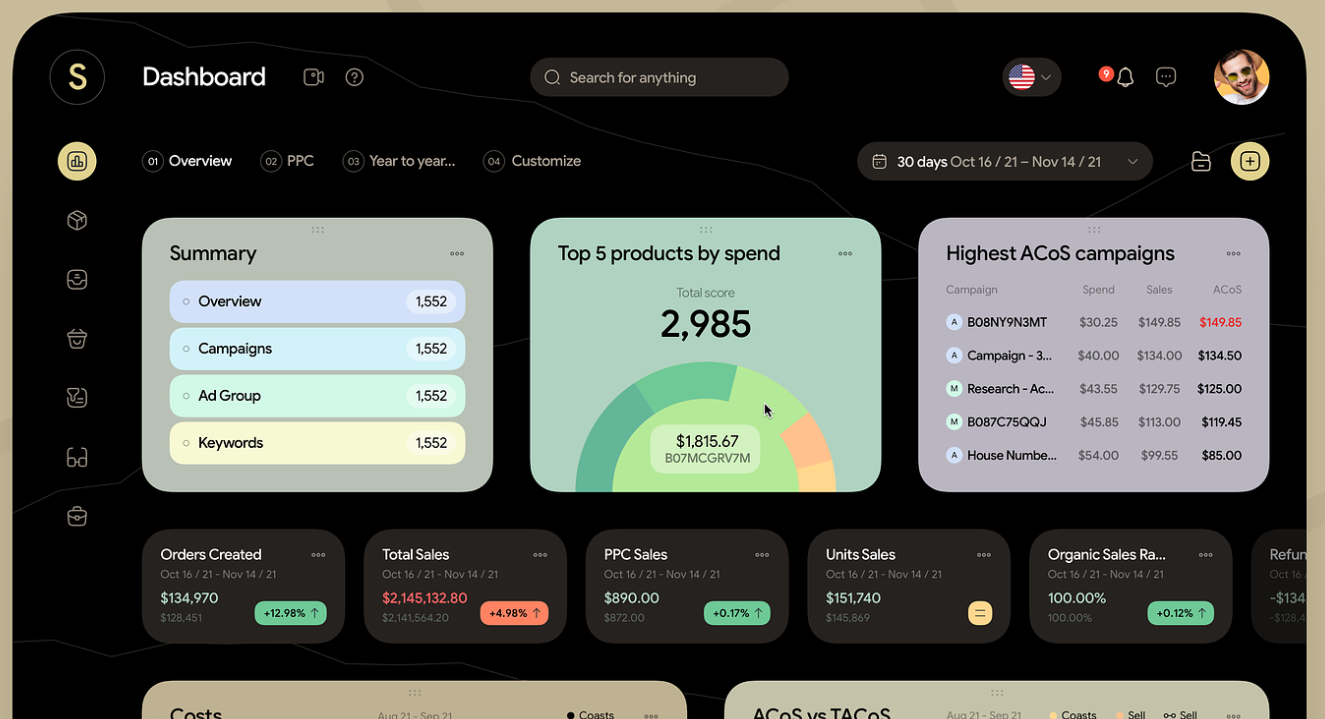 S
Dashboard
Search for anything
9
01 Overview
02 PPC
03 Year to year...
04 Customize
30 days Oct 16 / 21 – Nov 14 / 21
Summary
Overview 1,552
Campaigns 1,552
Ad Group 1,552
Keywords 1,552
Top 5 products by spend
Total score
2,985
$1,815.67
B07MCGRV7M
Highest ACoS campaigns
Campaign Spend Sales ACoS
A B08NY9N3MT $30.25 $149.85 $149.85
A Campaign - 3... $40.00 $134.00 $134.50
M Research - Ac... $43.55 $129.75 $125.00
M B087C75QQJ $45.85 $113.00 $119.45
A House Numbe... $54.00 $99.55 $85.00
Orders Created
Oct 16 / 21 - Nov 14 / 21
$134,970
$128,451
+12.98% ↑
Total Sales
Oct 16 / 21 - Nov 14 / 21
$2,145,132.80
$2,141,564.20
+4.98% ↑
PPC Sales
Oct 16 / 21 - Nov 14 / 21
$890.00
$872.00
+0.17% ↑
Units Sales
Oct 16 / 21 - Nov 14 / 21
$151,740
$145,869
=
Organic Sales Ra...
Oct 16 / 21 - Nov 14 / 21
100.00%
100.00%
+0.12% ↑
Refun
Oct 16
-$134
-$128,4
Costs
Aug 21 - Sep 21
Coasts
ACoS vs TACoS
Aug 21 - Sep 21
Coasts
Sell
Sell